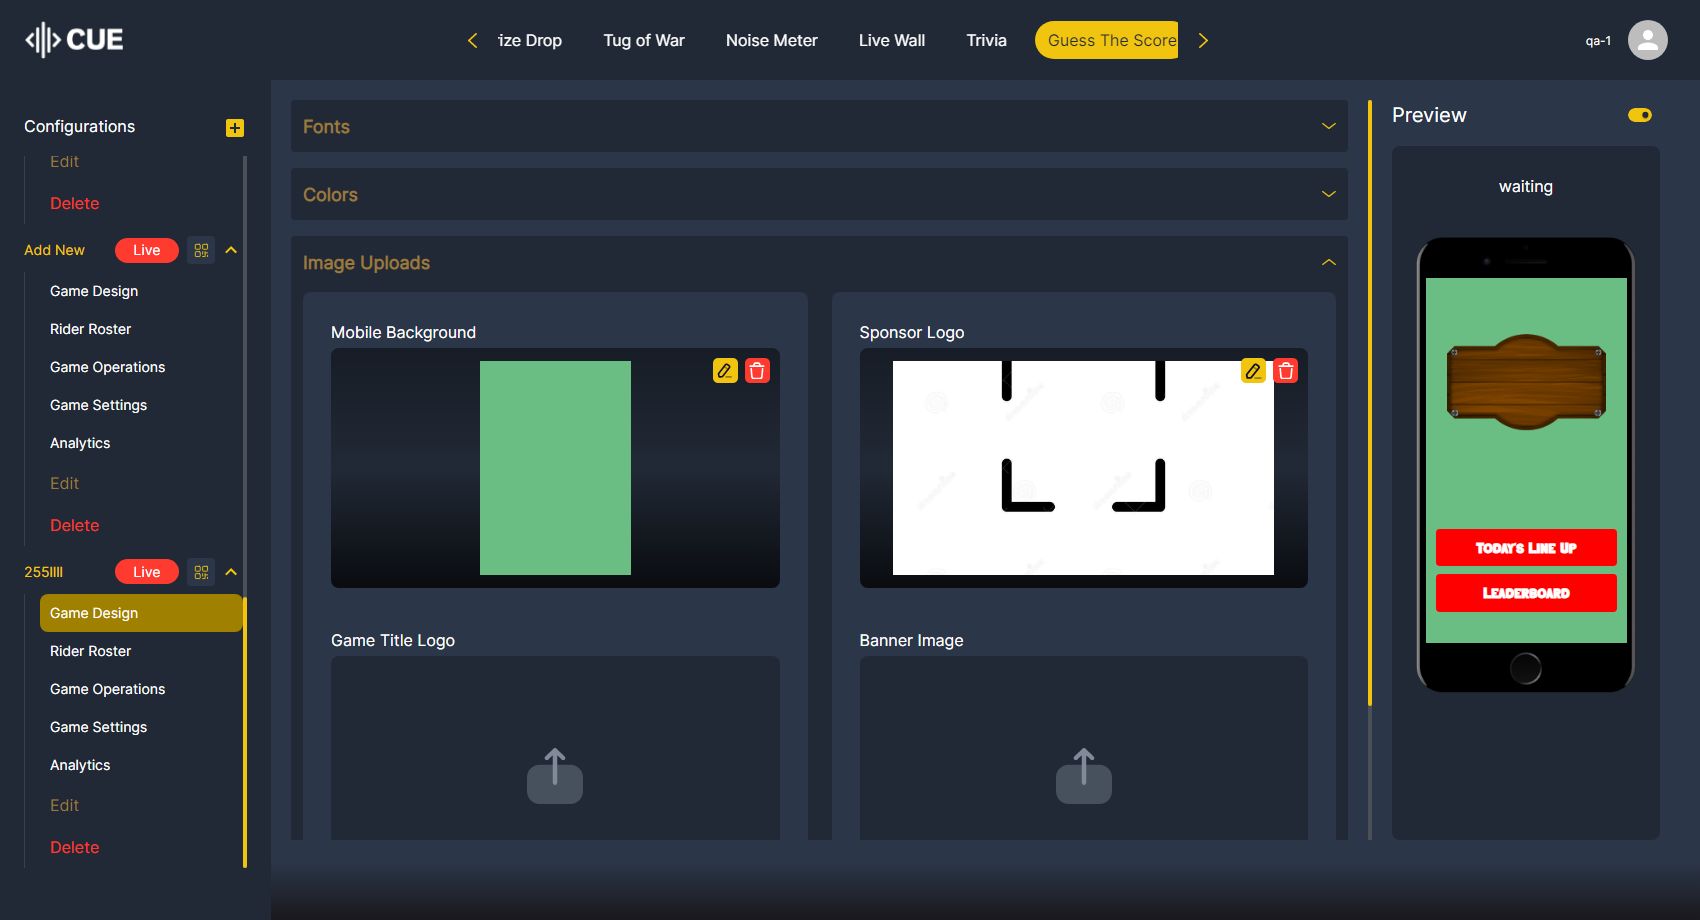 CUE
ize Drop
Tug of War
Noise Meter
Live Wall
Trivia
Guess The Score
qa-1
Configurations
Edit
Delete
Add New
Live
Game Design
Rider Roster
Game Operations
Game Settings
Analytics
Edit
Delete
255llll
Live
Game Design
Rider Roster
Game Operations
Game Settings
Analytics
Edit
Delete
Fonts
Colors
Image Uploads
Mobile Background
Sponsor Logo
Game Title Logo
Banner Image
Preview
waiting
Today's Line Up
Leaderboard